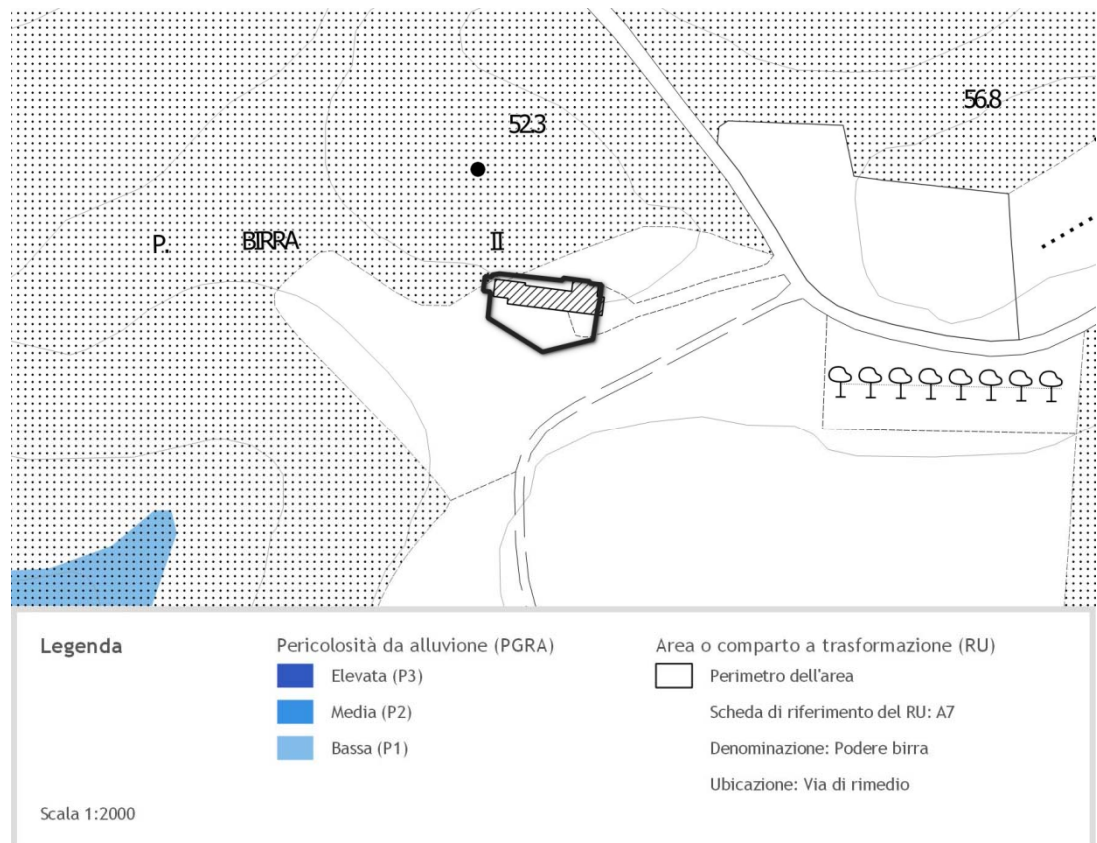 56.8
52.3
P. BIRRA II
Legenda
Pericolosità da alluvione (PGRA)
Elevata (P3)
Media (P2)
Bassa (P1)
Area o comparto a trasformazione (RU)
Perimetro dell'area
Scheda di riferimento del RU: A7
Denominazione: Podere birra
Ubicazione: Via di rimedio
Scala 1:2000